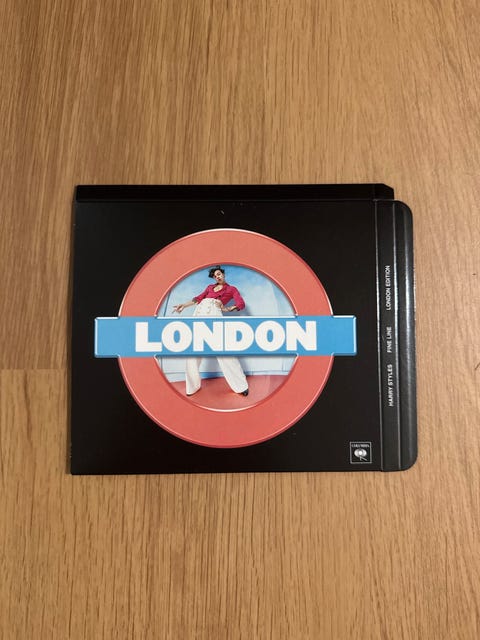 LONDON
HARRY STYLES FINE LINE LONDON EDITION
COLUMBIA